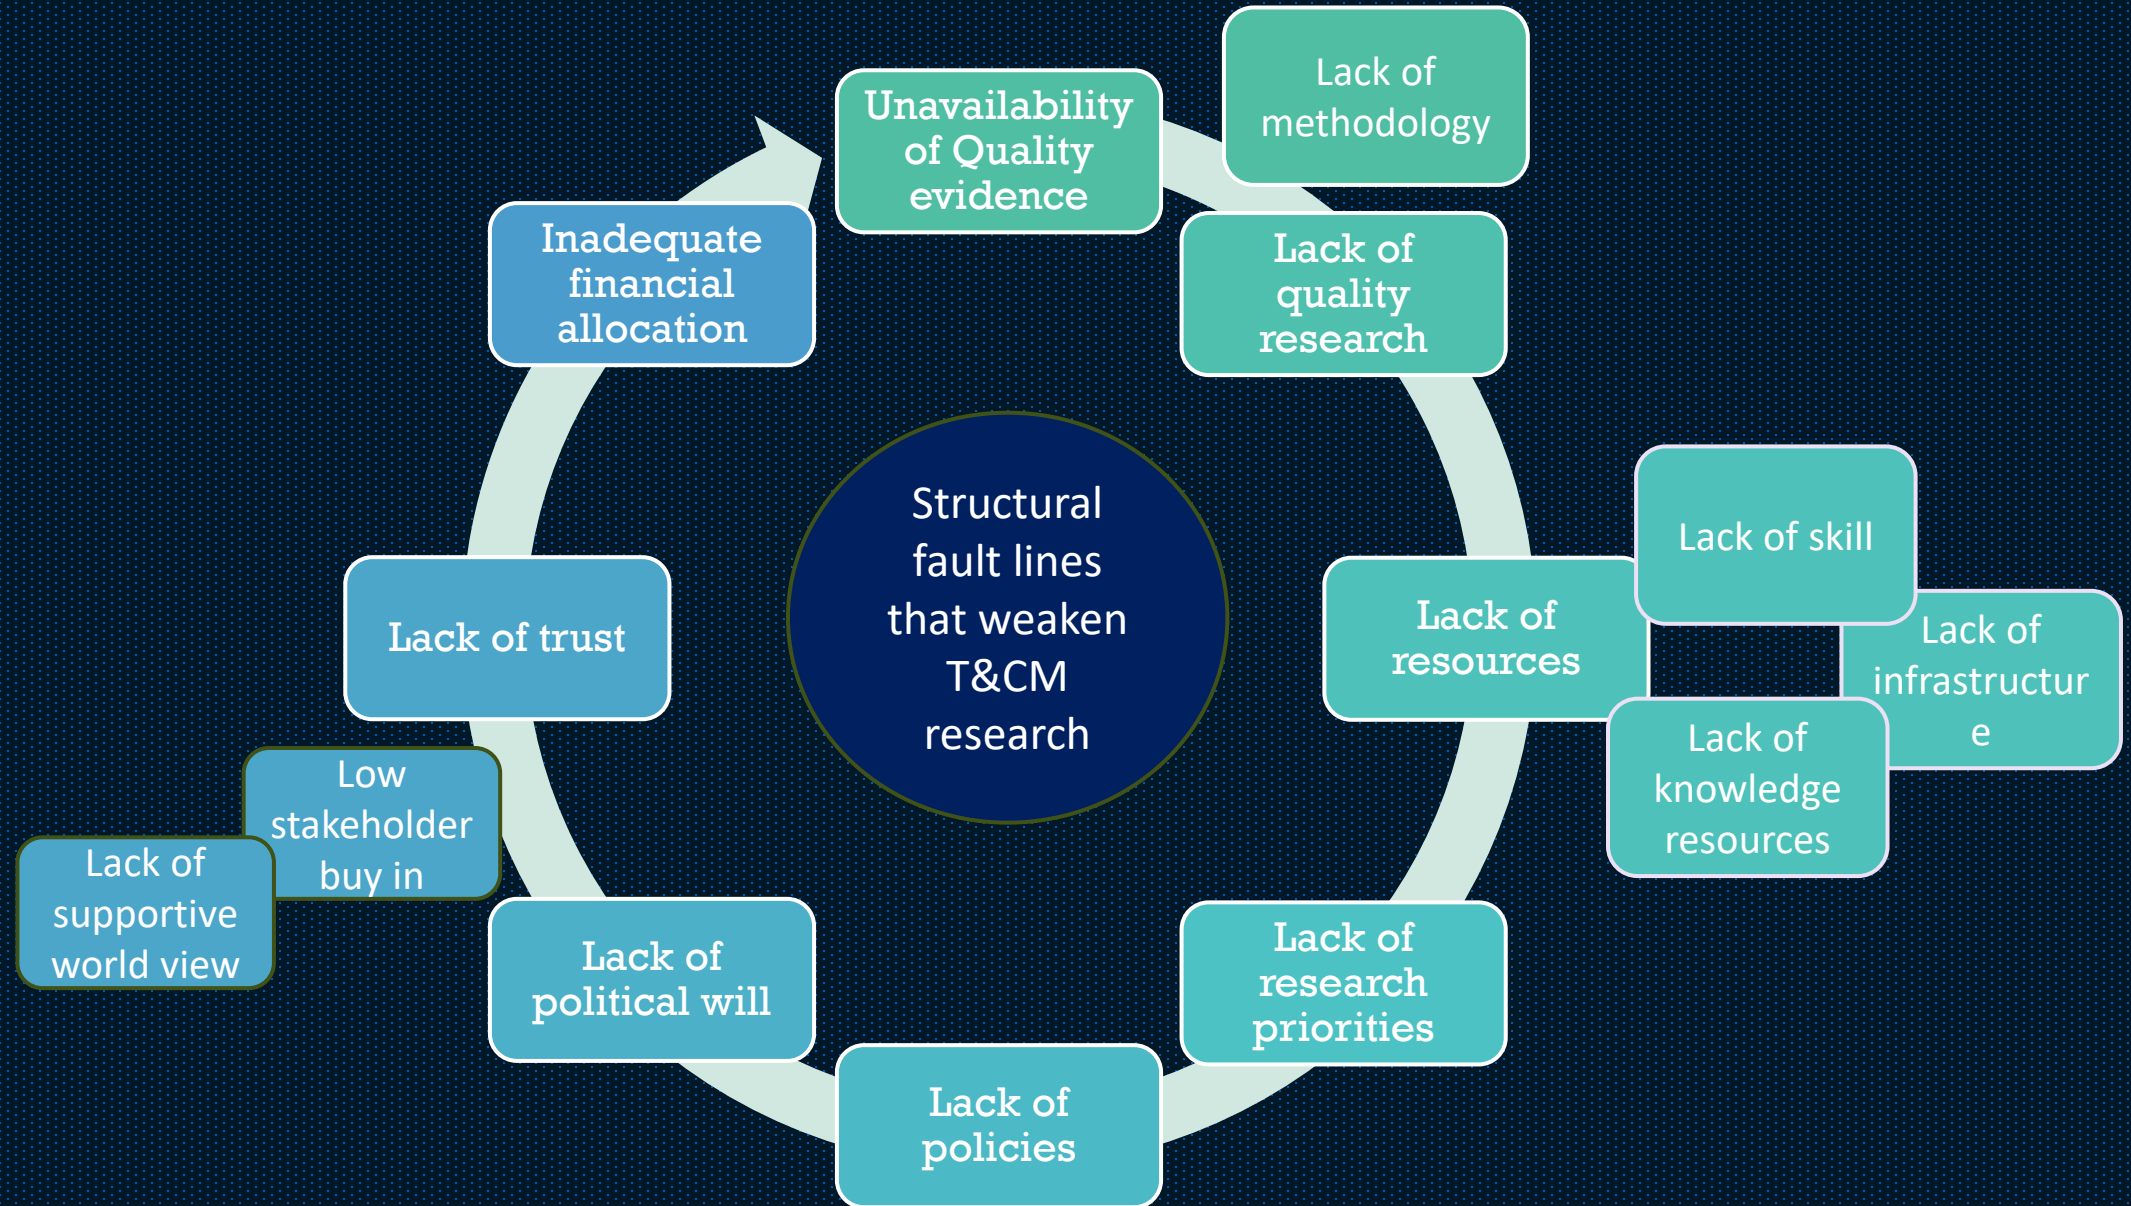 Unavailability
of Quality
evidence
Lack of
methodology
Lack of
quality
research
Lack of
resources
Lack of skill
Lack of
infrastructur
e
Lack of
knowledge
resources
Lack of
research
priorities
Lack of
policies
Lack of
political will
Low
stakeholder
buy in
Lack of
supportive
world view
Lack of trust
Inadequate
financial
allocation
Structural
fault lines
that weaken
T&CM
research